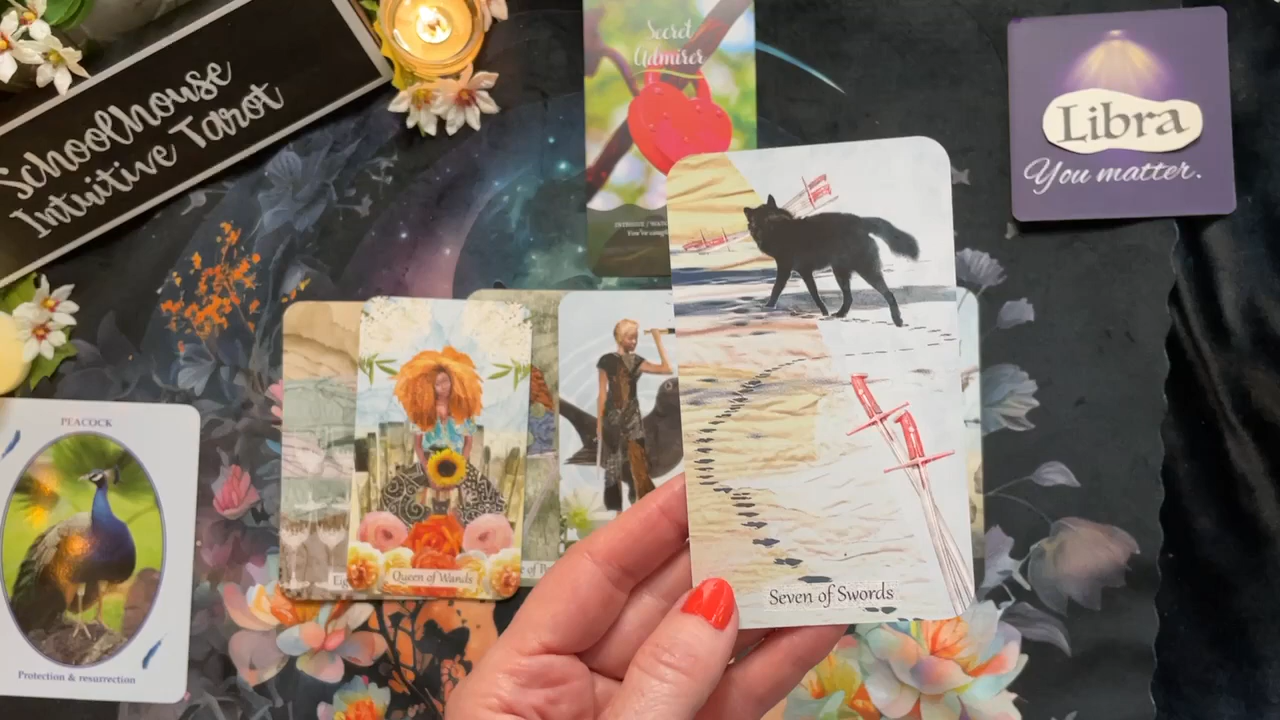 Schoolhouse
Intuitive Tarot
Secret
Admirer
Libra
You matter.
PEACOCK
Protection & resurrection
Queen of Wands
Seven of Swords